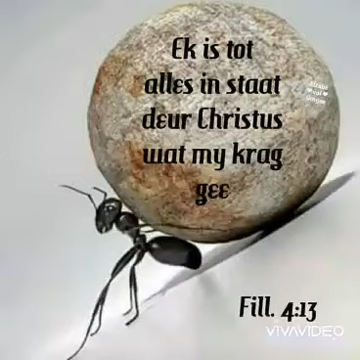 Ek is tot
alles in staat
deur Christus
wat my krag
gee
Fill. 4:13
VIVAVIDEO